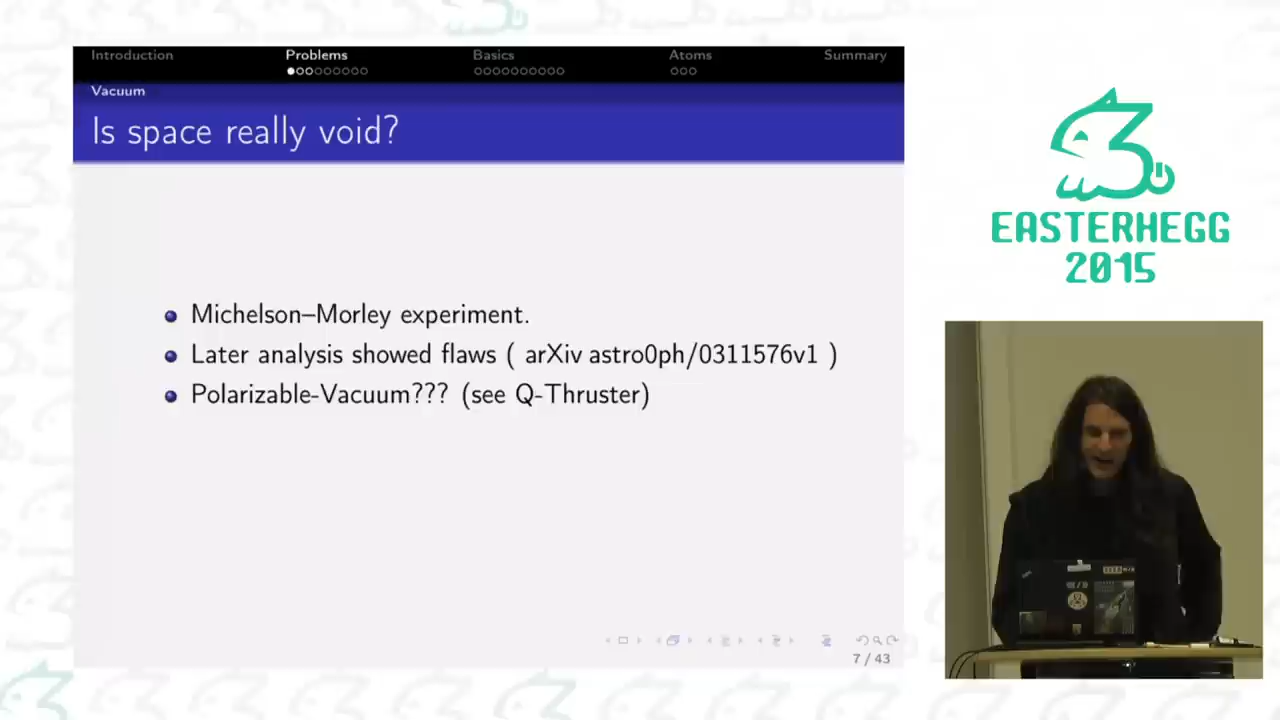 Introduction Problems Basics Atoms Summary
Vacuum
Is space really void?
Michelson–Morley experiment.
Later analysis showed flaws ( arXiv astro0ph/0311576v1 )
Polarizable-Vacuum??? (see Q-Thruster)
7 / 43
EASTERHEGG
2015